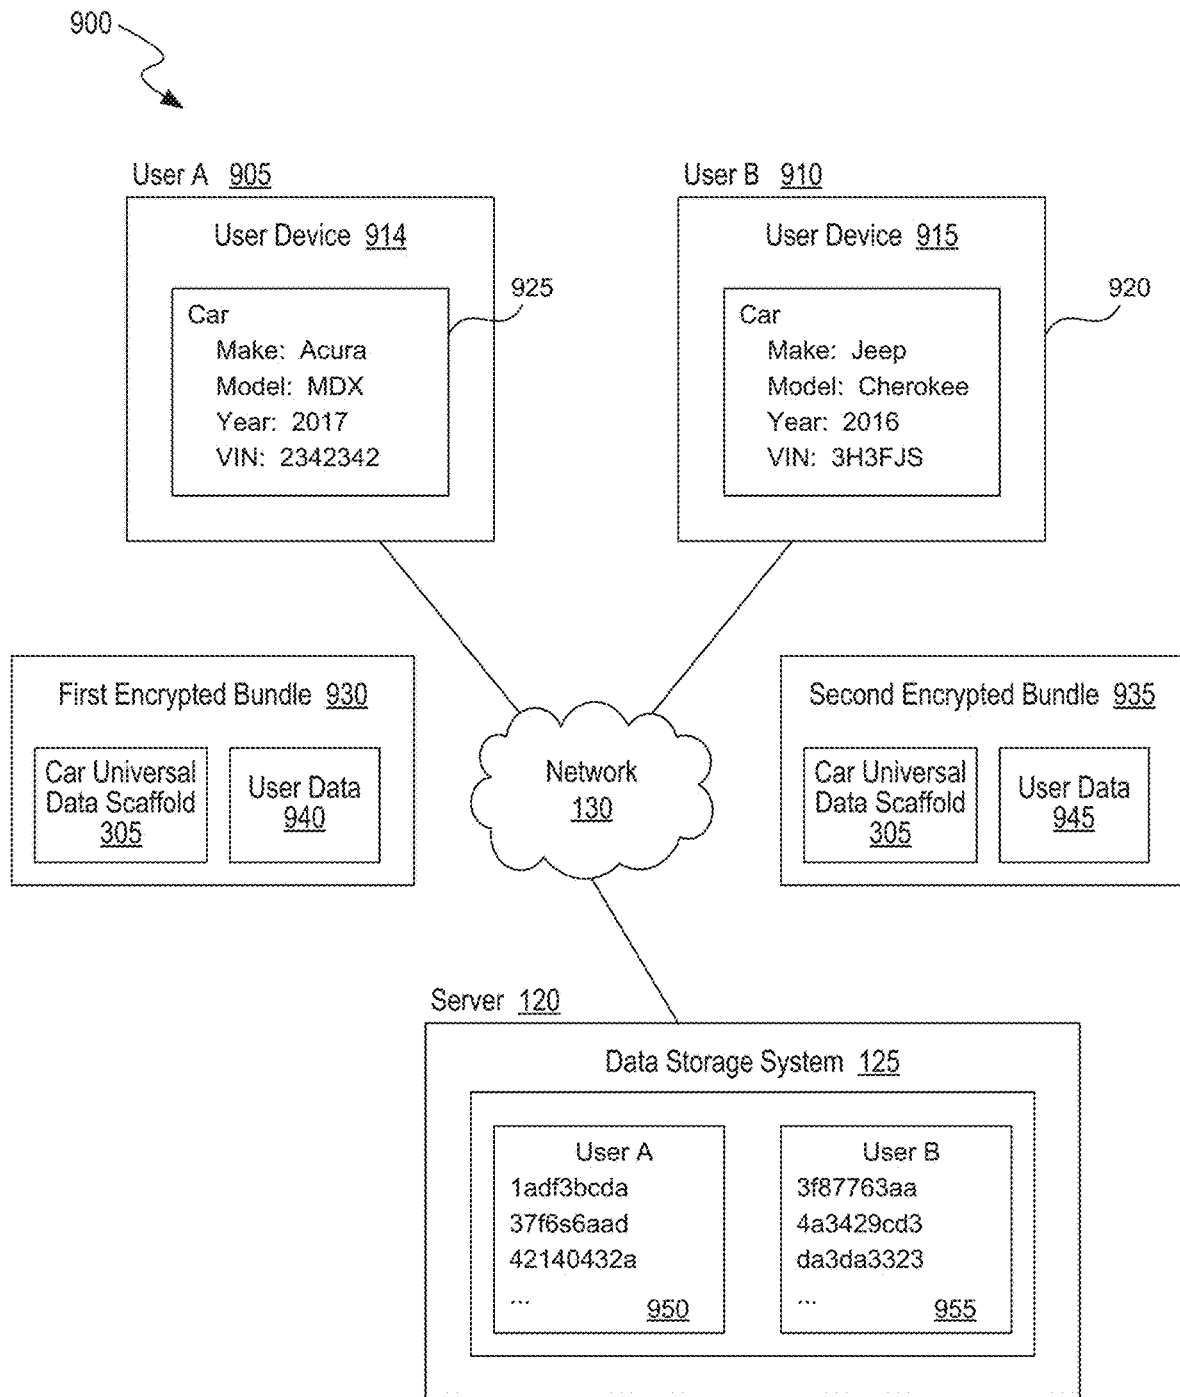 900
User A 905
User B 910
User Device 914
User Device 915
925
920
Car
Make: Acura
Model: MDX
Year: 2017
VIN: 2342342
Car
Make: Jeep
Model: Cherokee
Year: 2016
VIN: 3H3FJS
First Encrypted Bundle 930
Car Universal
Data Scaffold
305
User Data
940
Network
130
Second Encrypted Bundle 935
Car Universal
Data Scaffold
305
User Data
945
Server 120
Data Storage System 125
User A
1adf3bcda
37f6s6aad
42140432a
...
950
User B
3f87763aa
4a3429cd3
da3da3323
...
955